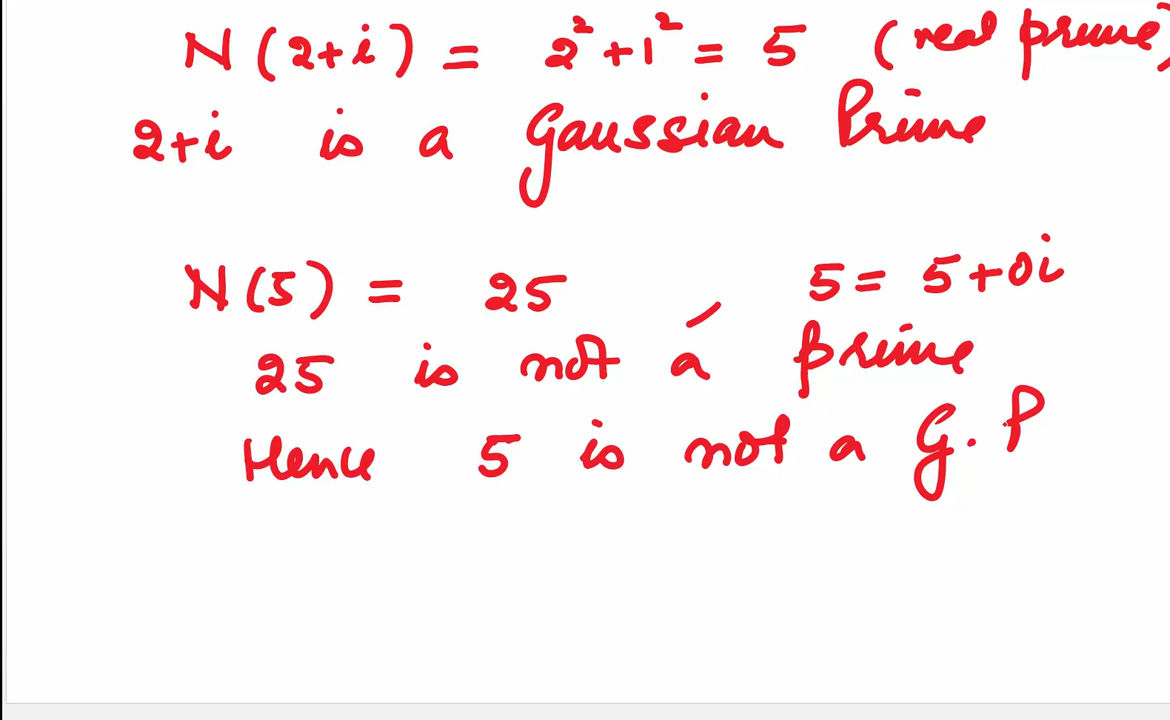 N(2+i) = 2²+1² = 5 (real prime)
2+i is a Gaussian Prime
N(5) = 25 5 = 5+0i
25 is not a prime
Hence 5 is not a G.P